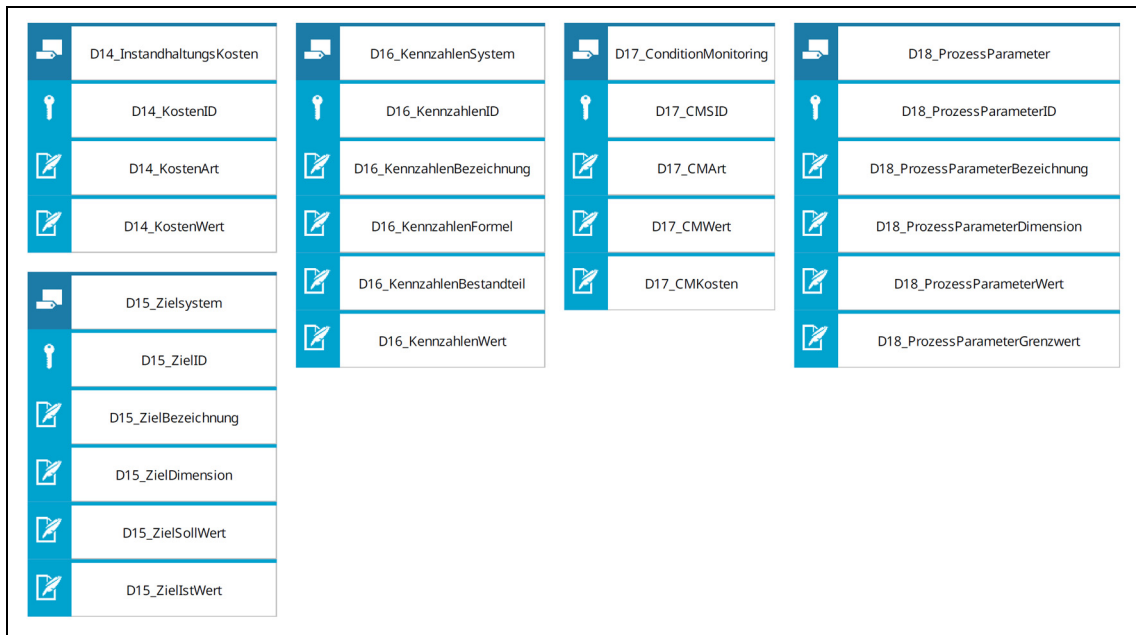 D14_InstandhaltungsKosten
D14_KostenID
D14_KostenArt
D14_KostenWert
D15_Zielsystem
D15_ZielID
D15_ZielBezeichnung
D15_ZielDimension
D15_ZielSollWert
D15_ZielIstWert
D16_KennzahlenSystem
D16_KennzahlenID
D16_KennzahlenBezeichnung
D16_KennzahlenFormel
D16_KennzahlenBestandteil
D16_KennzahlenWert
D17_ConditionMonitoring
D17_CMSID
D17_CMArt
D17_CMWert
D17_CMKosten
D18_ProzessParameter
D18_ProzessParameterID
D18_ProzessParameterBezeichnung
D18_ProzessParameterDimension
D18_ProzessParameterWert
D18_ProzessParameterGrenzwert